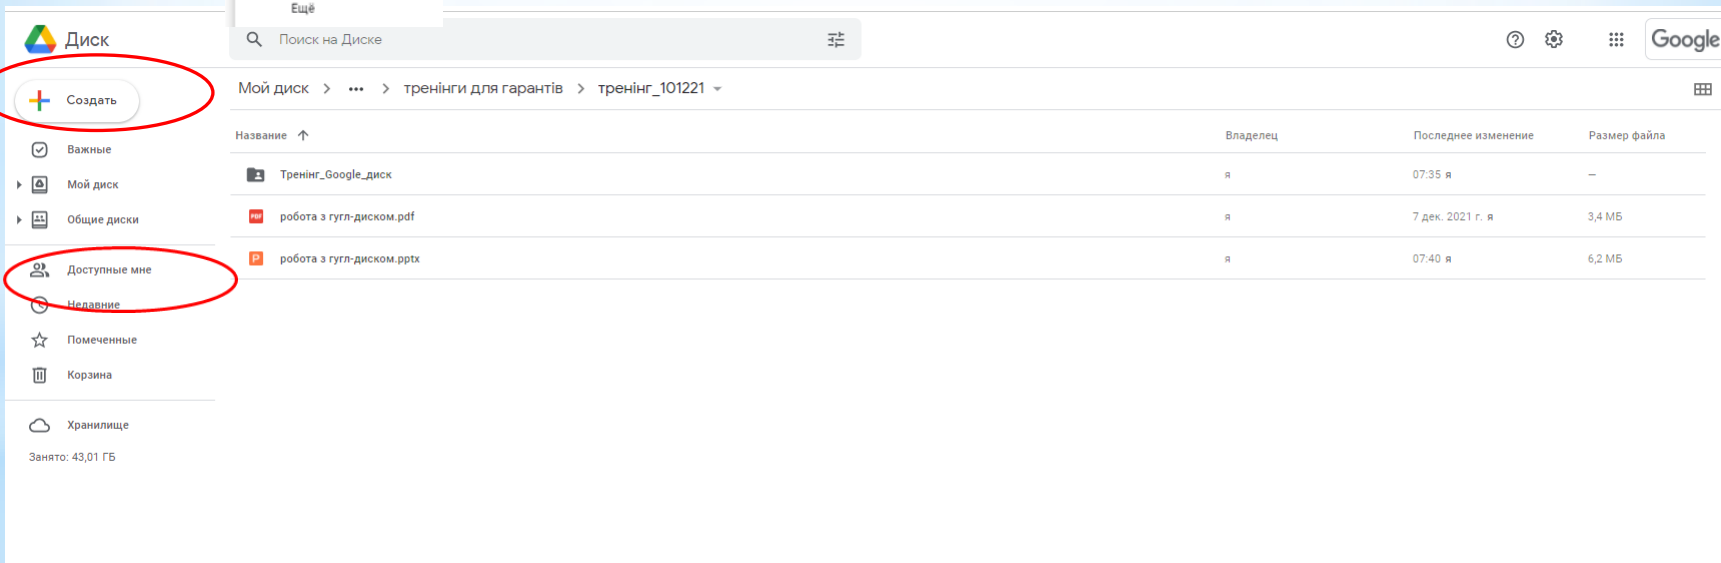 Ещё
Диск
Поиск на Диске
Google
Создать
Мой диск > ••• > тренінги для гарантів > тренінг_101221
Название Владелец Последнее изменение Размер файла
Важные
Мой диск
Общие диски
Доступные мне
Недавние
Помеченные
Корзина
Хранилище
Занято: 43,01 ГБ
Тренінг_Google_диск я 07:35 я –
PDF робота з гугл-диском.pdf я 7 дек. 2021 г. я 3,4 МБ
P робота з гугл-диском.pptx я 07:40 я 6,2 МБ